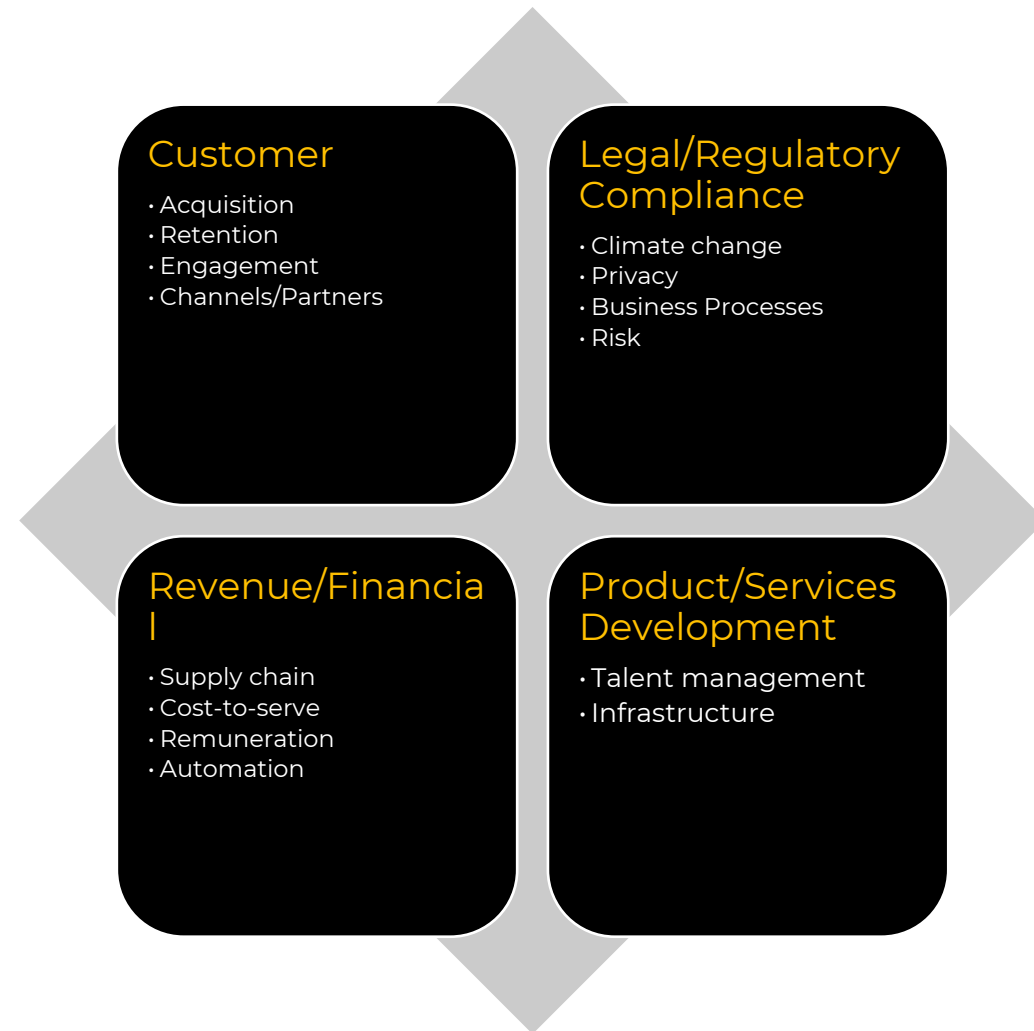 Customer
· Acquisition
· Retention
· Engagement
· Channels/Partners
Legal/Regulatory
Compliance
· Climate change
· Privacy
· Business Processes
· Risk
Revenue/Financia
l
· Supply chain
· Cost-to-serve
· Remuneration
· Automation
Product/Services
Development
· Talent management
· Infrastructure